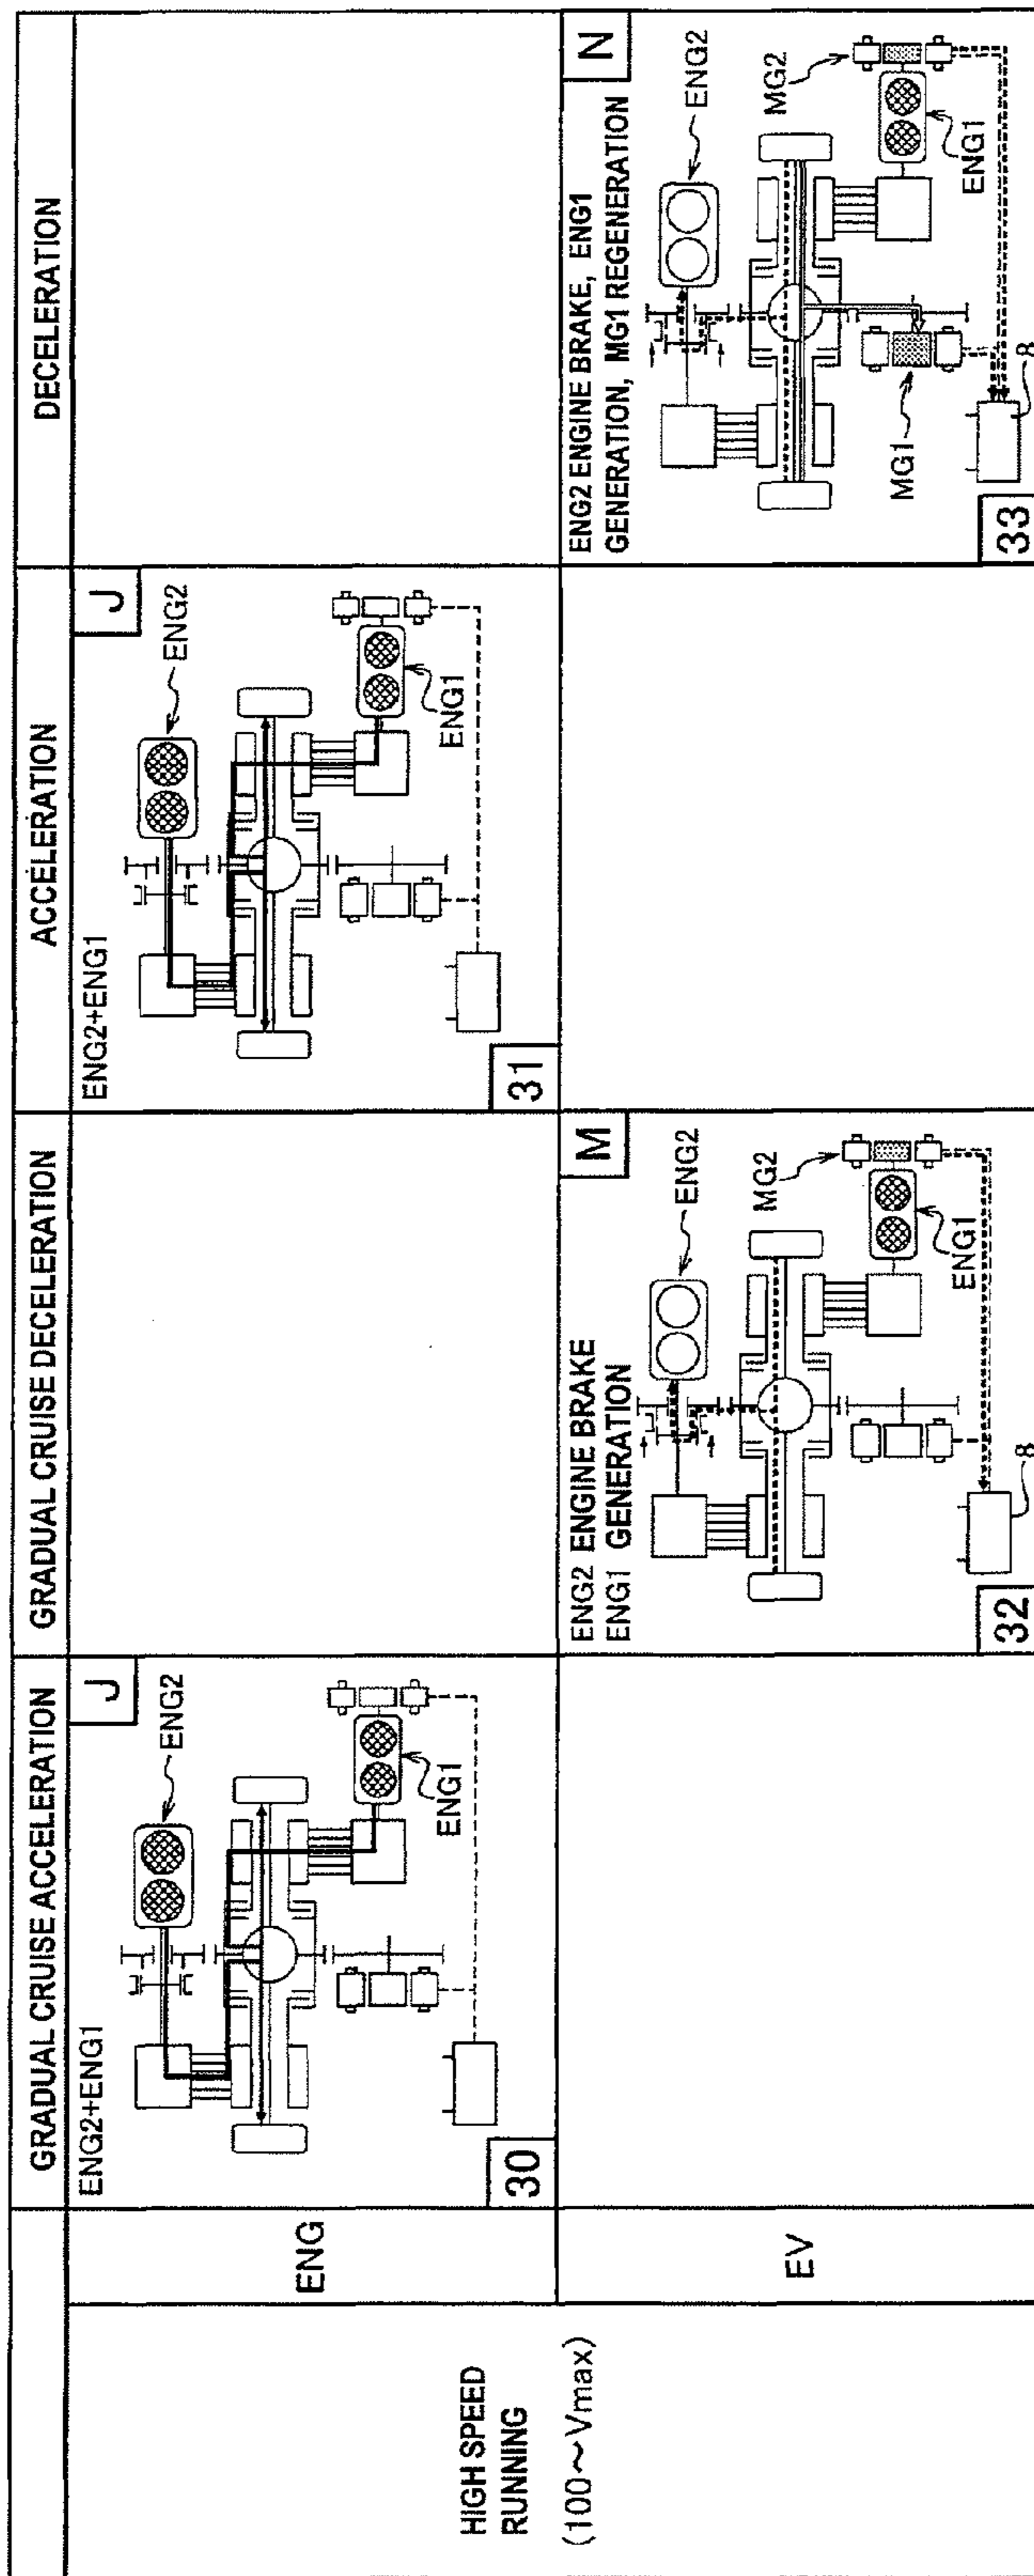 GRADUAL CRUISE ACCELERATION
GRADUAL CRUISE DECELERATION
ACCELERATION
DECELERATION
HIGH SPEED
RUNNING
(100～Vmax)
ENG
ENG2+ENG1
J
ENG2
ENG1
30
ENG2+ENG1
J
ENG2
ENG1
31
EV
ENG2 ENGINE BRAKE
ENG1 GENERATION
M
ENG2
MG2
ENG1
8
32
ENG2 ENGINE BRAKE, ENG1
GENERATION, MG1 REGENERATION
N
ENG2
MG2
ENG1
MG1
8
33